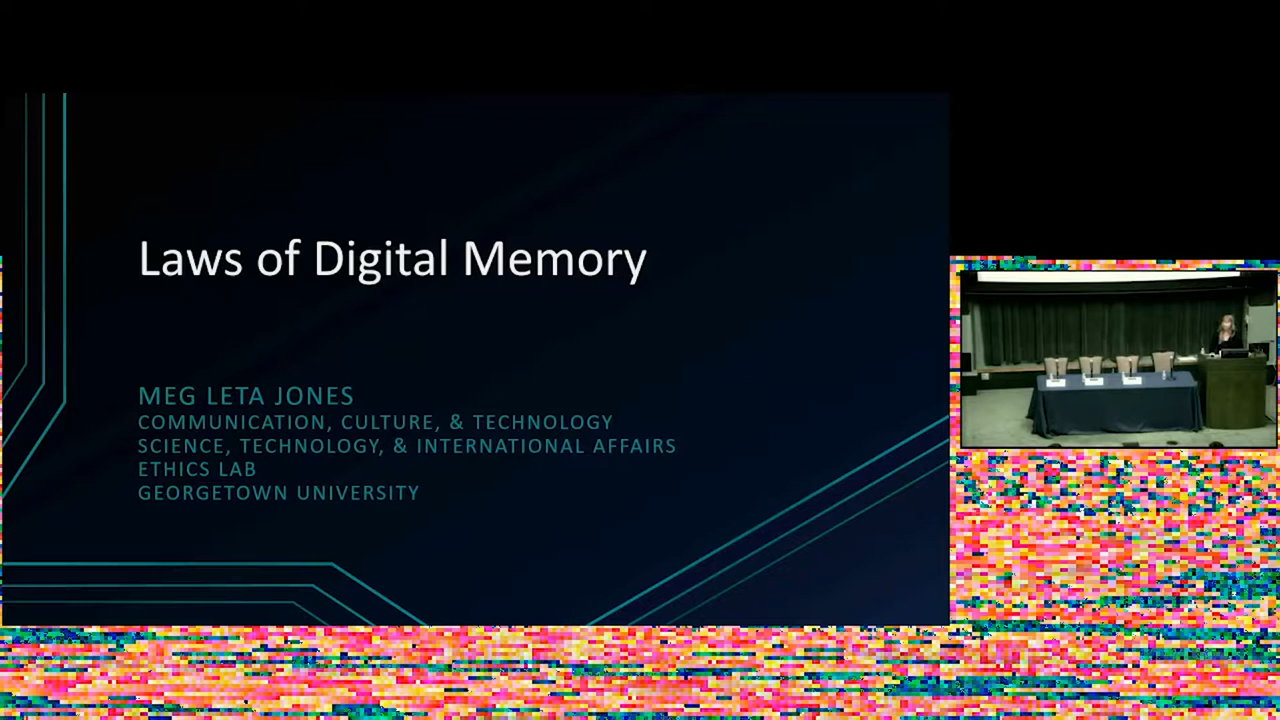 Laws of Digital Memory
MEG LETA JONES
COMMUNICATION, CULTURE, & TECHNOLOGY
SCIENCE, TECHNOLOGY, & INTERNATIONAL AFFAIRS
ETHICS LAB
GEORGETOWN UNIVERSITY